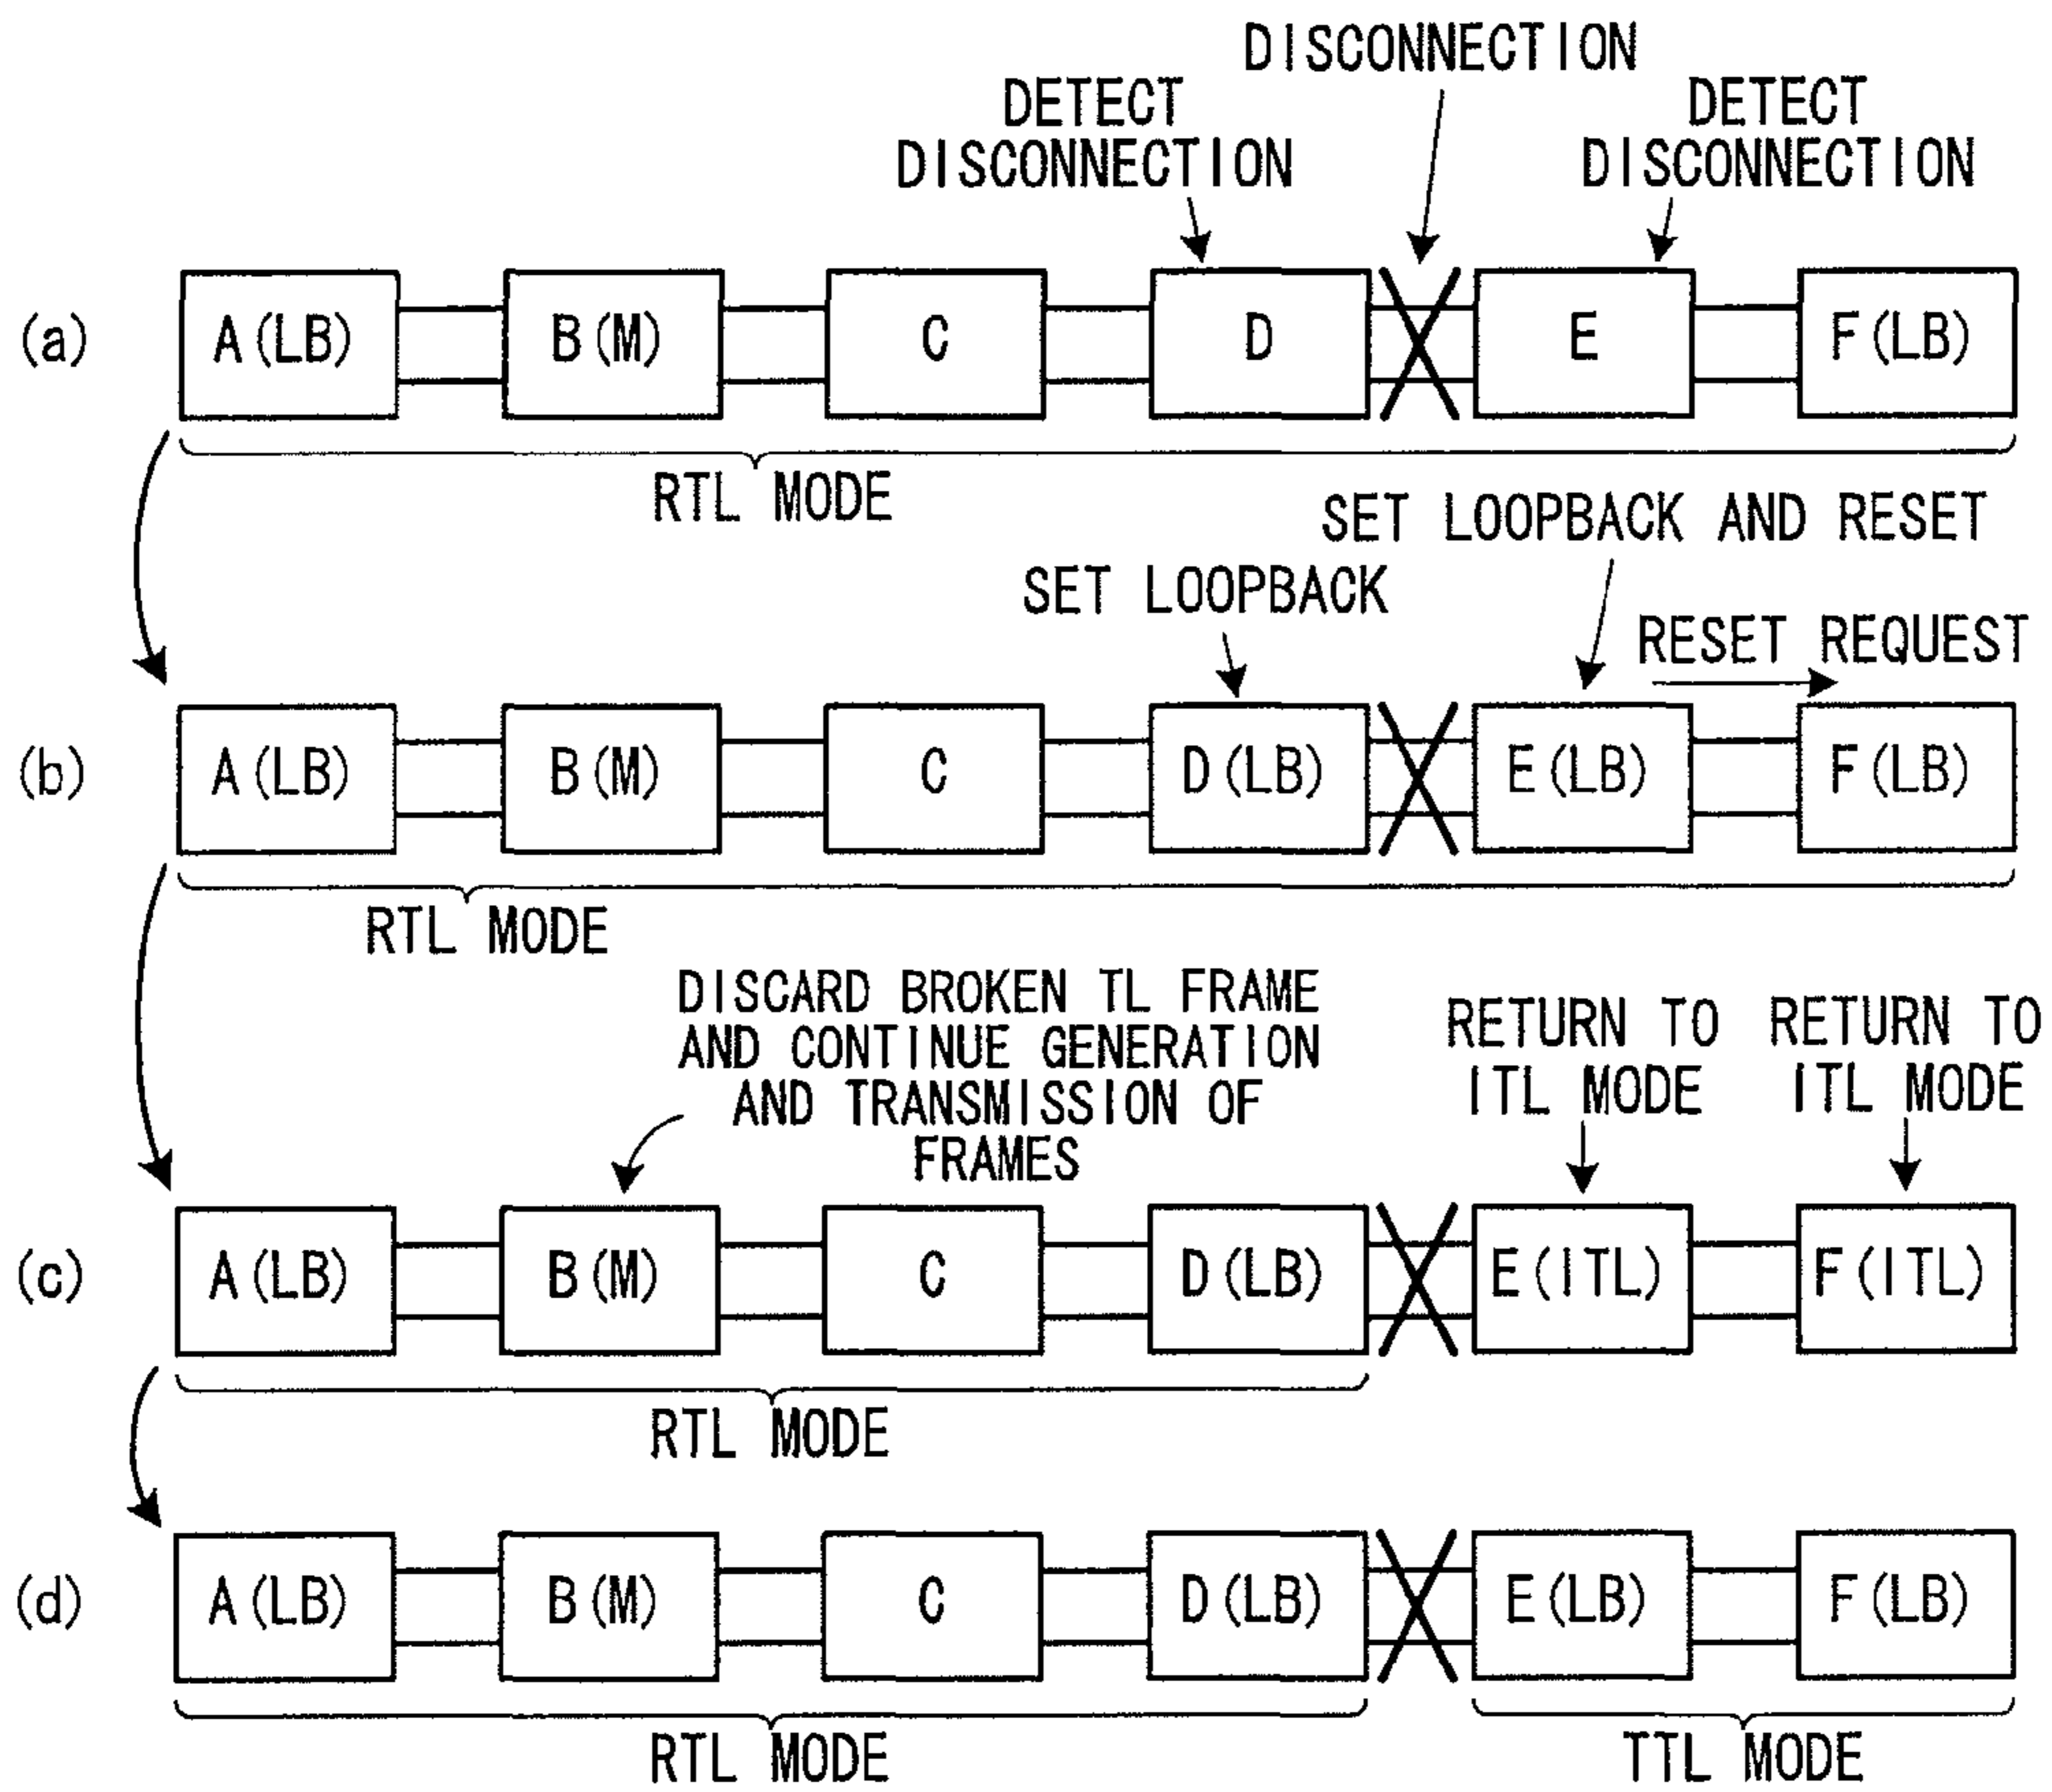 DISCONNECTION
DETECT
DISCONNECTION
DETECT
DISCONNECTION
(a)
A(LB)
B(M)
C
D
E
F(LB)
RTL MODE
SET LOOPBACK AND RESET
SET LOOPBACK
RESET REQUEST
(b)
A(LB)
B(M)
C
D(LB)
E(LB)
F(LB)
RTL MODE
DISCARD BROKEN TL FRAME
AND CONTINUE GENERATION
AND TRANSMISSION OF
FRAMES
RETURN TO
ITL MODE
RETURN TO
ITL MODE
(c)
A(LB)
B(M)
C
D(LB)
E(ITL)
F(ITL)
RTL MODE
(d)
A(LB)
B(M)
C
D(LB)
E(LB)
F(LB)
RTL MODE
TTL MODE